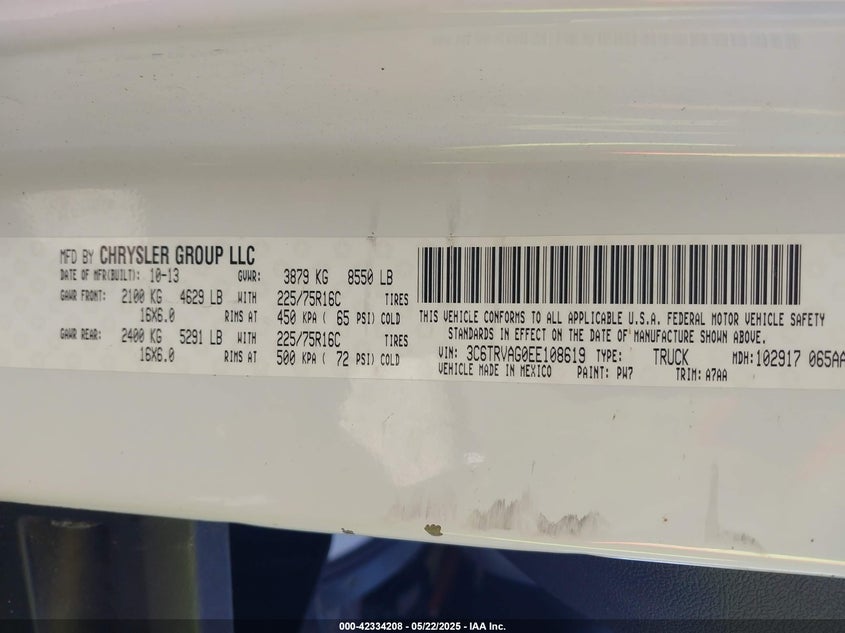 MFD BY CHRYSLER GROUP LLC
DATE OF MFR(BUILT): 10-13 GVWR: 3879 KG 8550 LB
GAWR FRONT: 2100 KG 4629 LB WITH 225/75R16C TIRES
16X6.0 RIMS AT 450 KPA ( 65 PSI) COLD
GAWR REAR: 2400 KG 5291 LB WITH 225/75R16C TIRES
16X6.0 RIMS AT 500 KPA ( 72 PSI) COLD
THIS VEHICLE CONFORMS TO ALL APPLICABLE U.S.A. FEDERAL MOTOR VEHICLE SAFETY
STANDARDS IN EFFECT ON THE DATE OF MANUFACTURE SHOWN ABOVE.
VIN: 3C6TRVAG0EE108619 TYPE: TRUCK MDH: 102917 065AA
VEHICLE MADE IN MEXICO PAINT: PW7 TRIM: A7AA
000-42334208 - 05/22/2025 - IAA Inc.